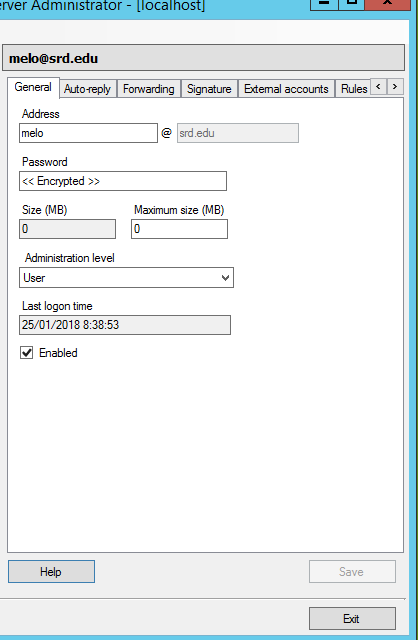 erver Administrator - [localhost]
melo@srd.edu
General Auto-reply Forwarding Signature External accounts Rules < >
Address
melo @ srd.edu
Password
<< Encrypted >>
Size (MB) Maximum size (MB)
0 0
Administration level
User
Last logon time
25/01/2018 8:38:53
Enabled
Help Save
Exit